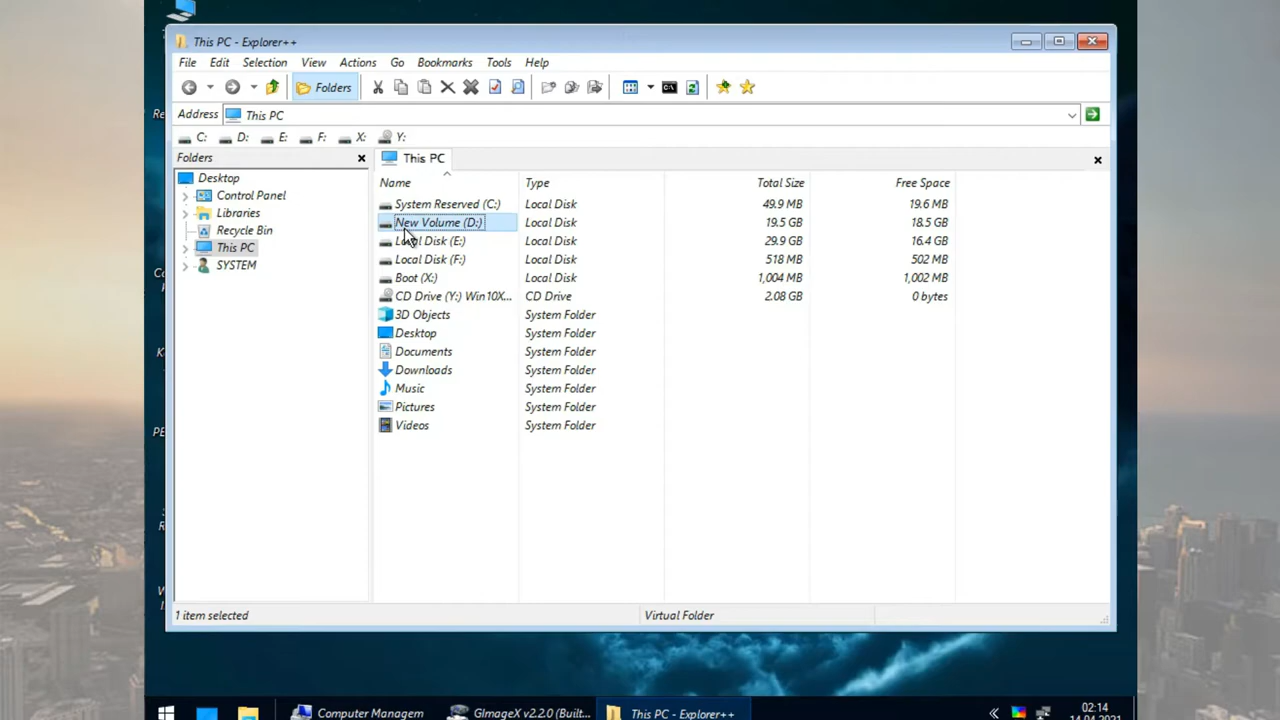 This PC - Explorer++
File Edit Selection View Actions Go Bookmarks Tools Help
Folders
Address This PC
C: D: E: F: X: Y:
Folders
This PC
Desktop
Control Panel
Libraries
Recycle Bin
This PC
SYSTEM
Name Type Total Size Free Space
System Reserved (C:) Local Disk 49.9 MB 19.6 MB
New Volume (D:) Local Disk 19.5 GB 18.5 GB
Local Disk (E:) Local Disk 29.9 GB 16.4 GB
Local Disk (F:) Local Disk 518 MB 502 MB
Boot (X:) Local Disk 1,004 MB 1,002 MB
CD Drive (Y:) Win10X... CD Drive 2.08 GB 0 bytes
3D Objects System Folder
Desktop System Folder
Documents System Folder
Downloads System Folder
Music System Folder
Pictures System Folder
Videos System Folder
1 item selected Virtual Folder
Computer Managem GImageX v2.2.0 (Built... This PC - Explorer++ 02:14